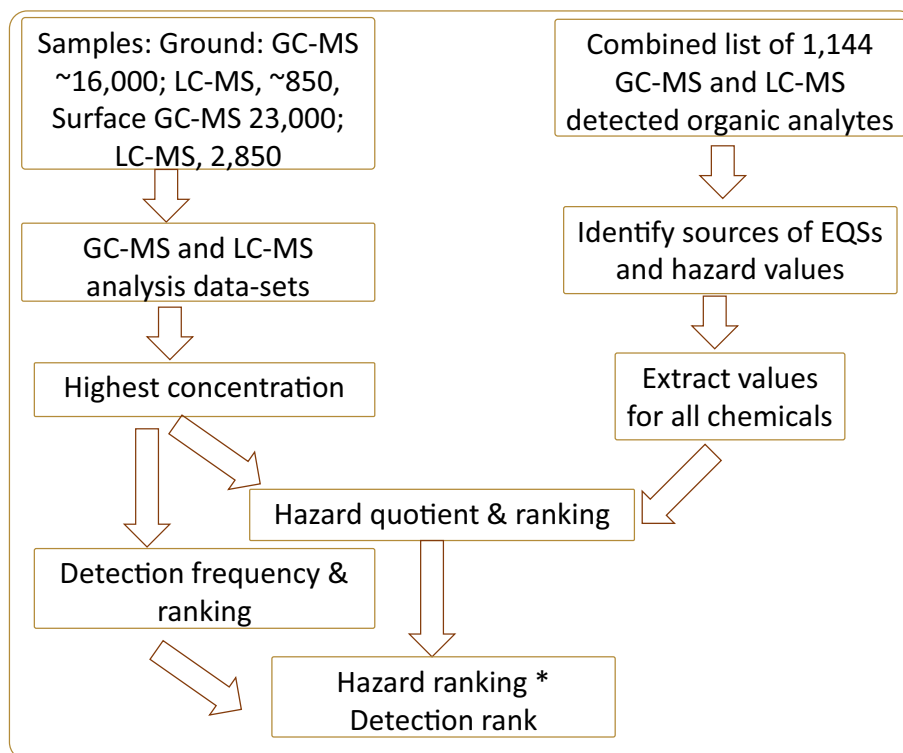 Samples: Ground: GC-MS
~16,000; LC-MS, ~850,
Surface GC-MS 23,000;
LC-MS, 2,850
GC-MS and LC-MS
analysis data-sets
Highest concentration
Combined list of 1,144
GC-MS and LC-MS
detected organic analytes
Identify sources of EQSs
and hazard values
Extract values
for all chemicals
Hazard quotient & ranking
Detection frequency &
ranking
Hazard ranking *
Detection rank